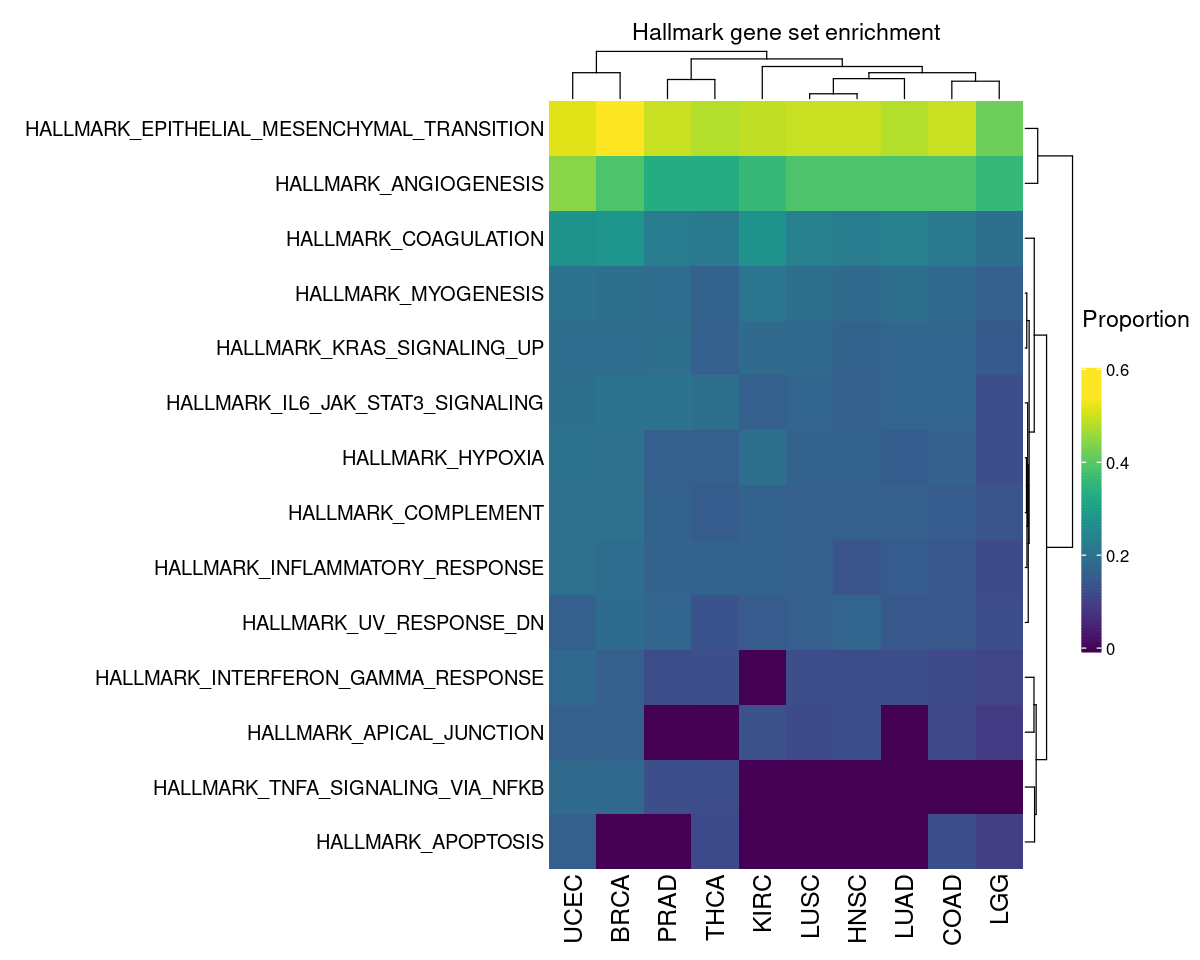 Hallmark gene set enrichment
HALLMARK_EPITHELIAL_MESENCHYMAL_TRANSITION
HALLMARK_ANGIOGENESIS
HALLMARK_COAGULATION
HALLMARK_MYOGENESIS
HALLMARK_KRAS_SIGNALING_UP
HALLMARK_IL6_JAK_STAT3_SIGNALING
HALLMARK_HYPOXIA
HALLMARK_COMPLEMENT
HALLMARK_INFLAMMATORY_RESPONSE
HALLMARK_UV_RESPONSE_DN
HALLMARK_INTERFERON_GAMMA_RESPONSE
HALLMARK_APICAL_JUNCTION
HALLMARK_TNFA_SIGNALING_VIA_NFKB
HALLMARK_APOPTOSIS
UCEC
BRCA
PRAD
THCA
KIRC
LUSC
HNSC
LUAD
COAD
LGG
Proportion
0.6
0.4
0.2
0